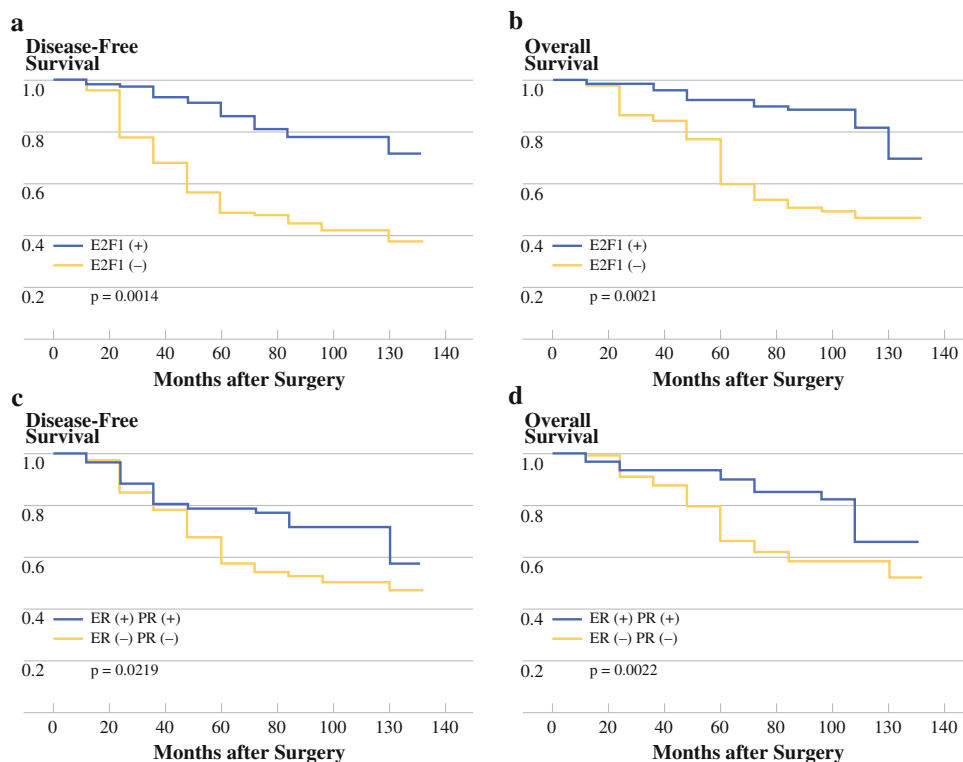 a
Disease-Free
Survival
1.0
0.8
0.6
0.4
E2F1 (+)
E2F1 (–)
0.2
p = 0.0014
0 20 40 60 80 100 130 140
Months after Surgery
b
Overall
Survival
1.0
0.8
0.6
0.4
E2F1 (+)
E2F1 (–)
0.2
p = 0.0021
0 20 40 60 80 100 130 140
Months after Surgery
c
Disease-Free
Survival
1.0
0.8
0.6
0.4
ER (+) PR (+)
ER (–) PR (–)
0.2
p = 0.0219
0 20 40 60 80 100 130 140
Months after Surgery
d
Overall
Survival
1.0
0.8
0.6
0.4
ER (+) PR (+)
ER (–) PR (–)
0.2
p = 0.0022
0 20 40 60 80 100 130 140
Months after Surgery